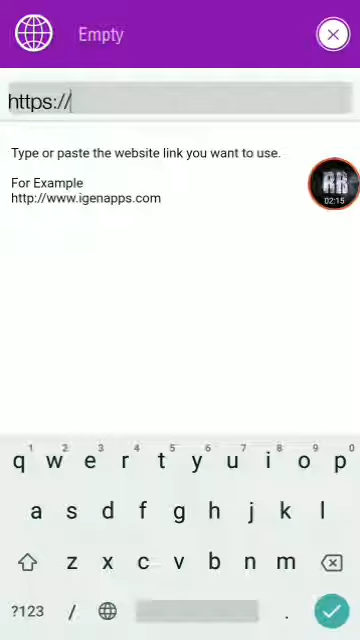 Empty
https://
Type or paste the website link you want to use.
For Example
http://www.igenapps.com
RR
02:15
1 2 3 4 5 6 7 8 9 0
q w e r t y u i o p
a s d f g h j k l
z x c v b n m
?123 / .